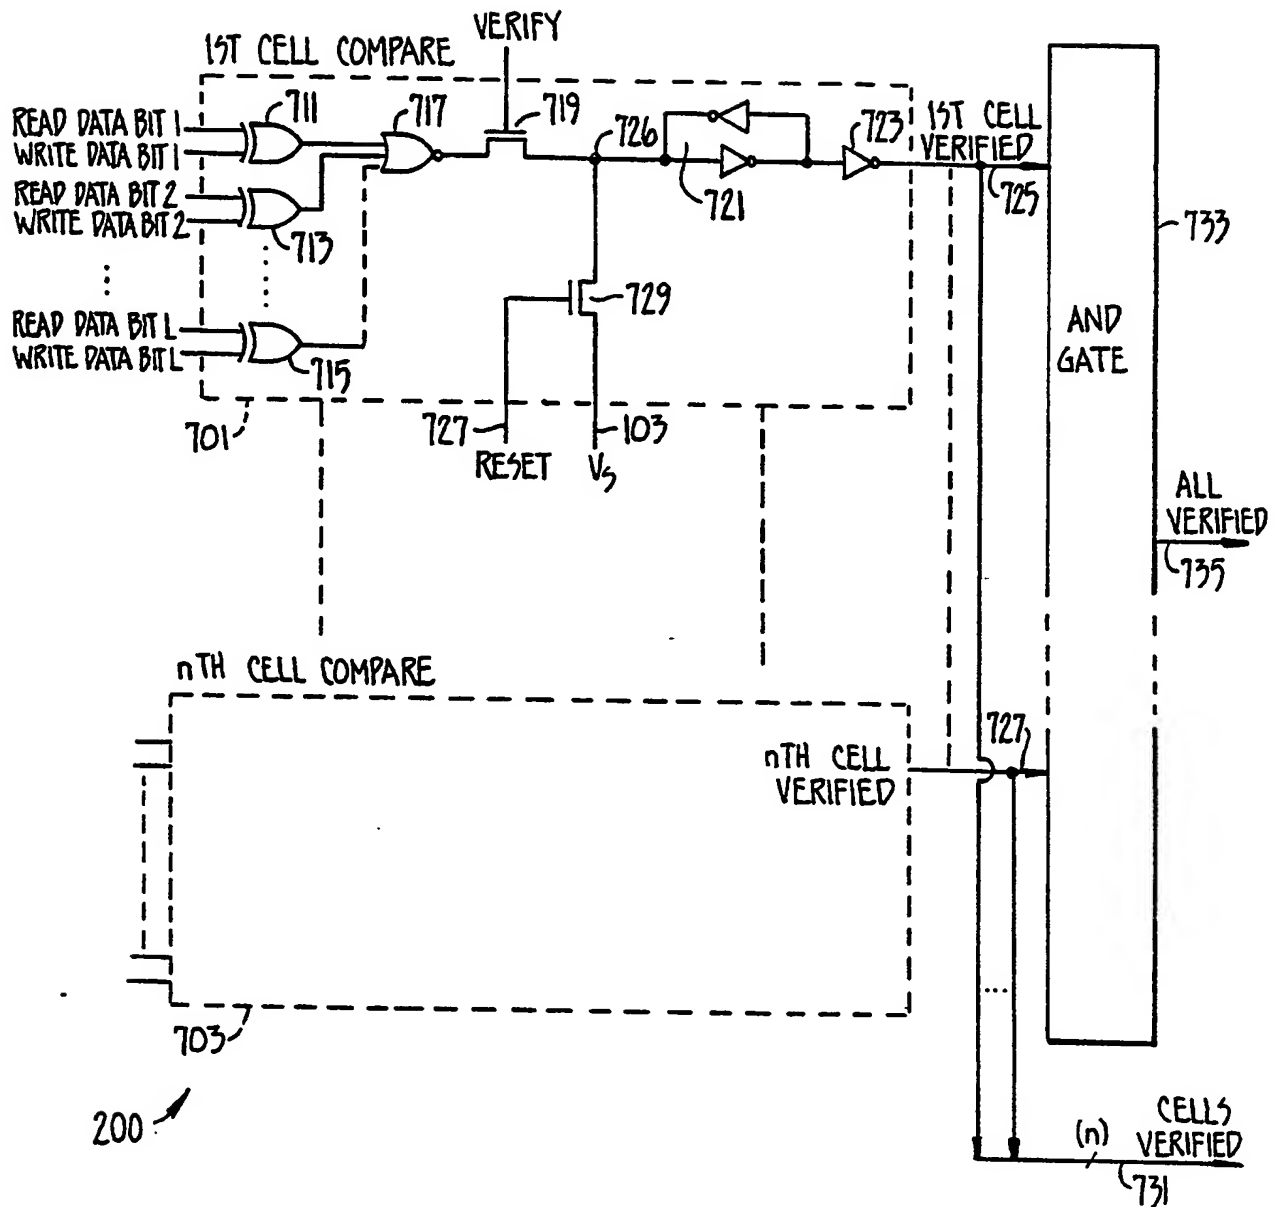 VERIFY
1ST CELL COMPARE
711
717
719
READ DATA BIT 1
WRITE DATA BIT 1
726
723
1ST CELL
VERIFIED
READ DATA BIT 2
WRITE DATA BIT 2
713
721
725
733
729
READ DATA BIT L
WRITE DATA BIT L
715
AND
GATE
701
727
103
RESET
VS
ALL
VERIFIED
735
nTH CELL COMPARE
nTH CELL
VERIFIED
727
703
200
(n)
CELLS
VERIFIED
731